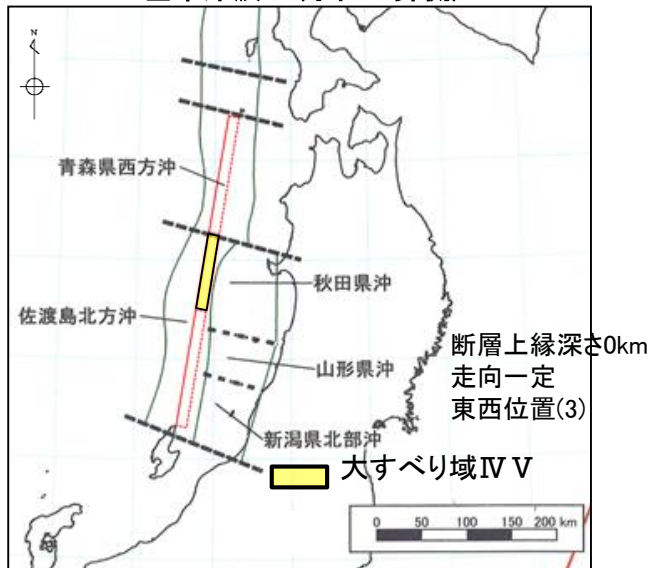 N
青森県西方沖
秋田県沖
佐渡島北方沖
山形県沖
新潟県北部沖
断層上縁深さ0km
走向一定
東西位置(3)
大すべり域Ⅳ Ⅴ
0 50 100 150 200 km